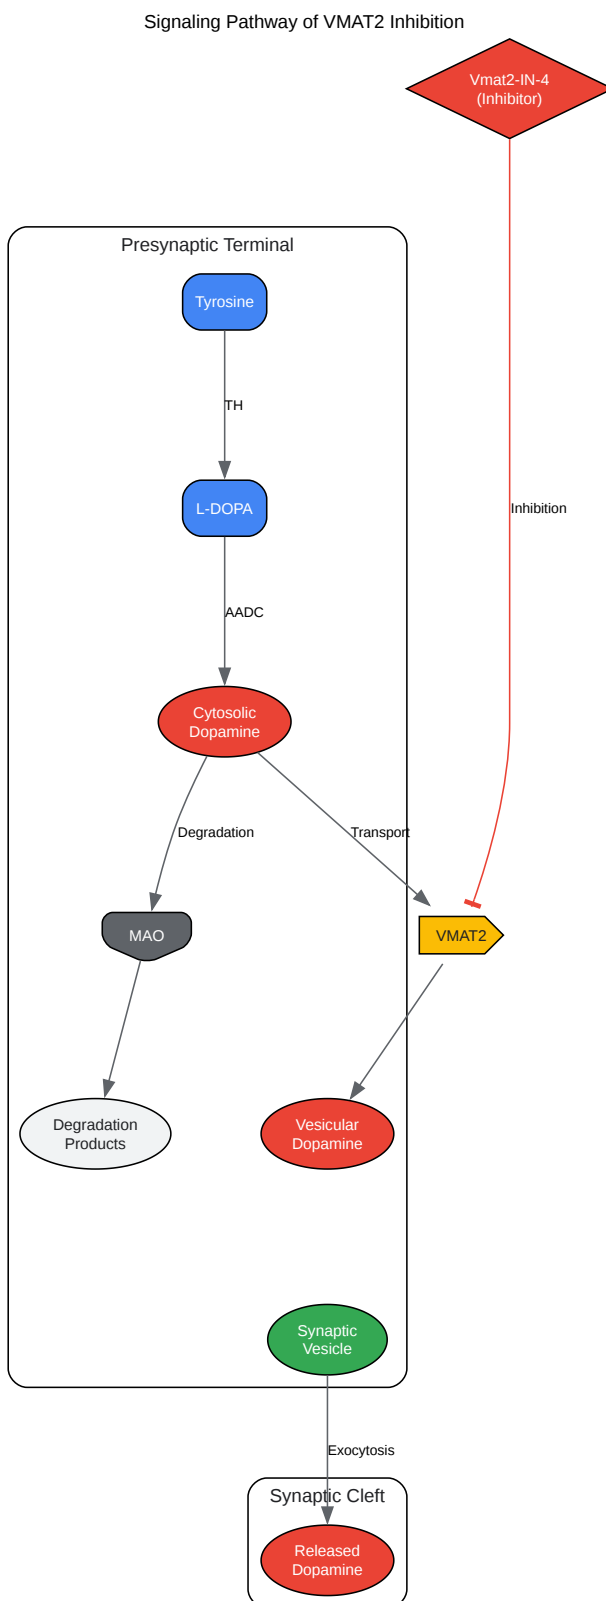 Signaling Pathway of VMAT2 Inhibition
Vmat2-IN-4
(Inhibitor)
Presynaptic Terminal
Tyrosine
TH
L-DOPA
Inhibition
AADC
Cytosolic
Dopamine
Degradation
Transport
MAO
VMAT2
Degradation
Products
Vesicular
Dopamine
Synaptic
Vesicle
Exocytosis
Synaptic Cleft
Released
Dopamine